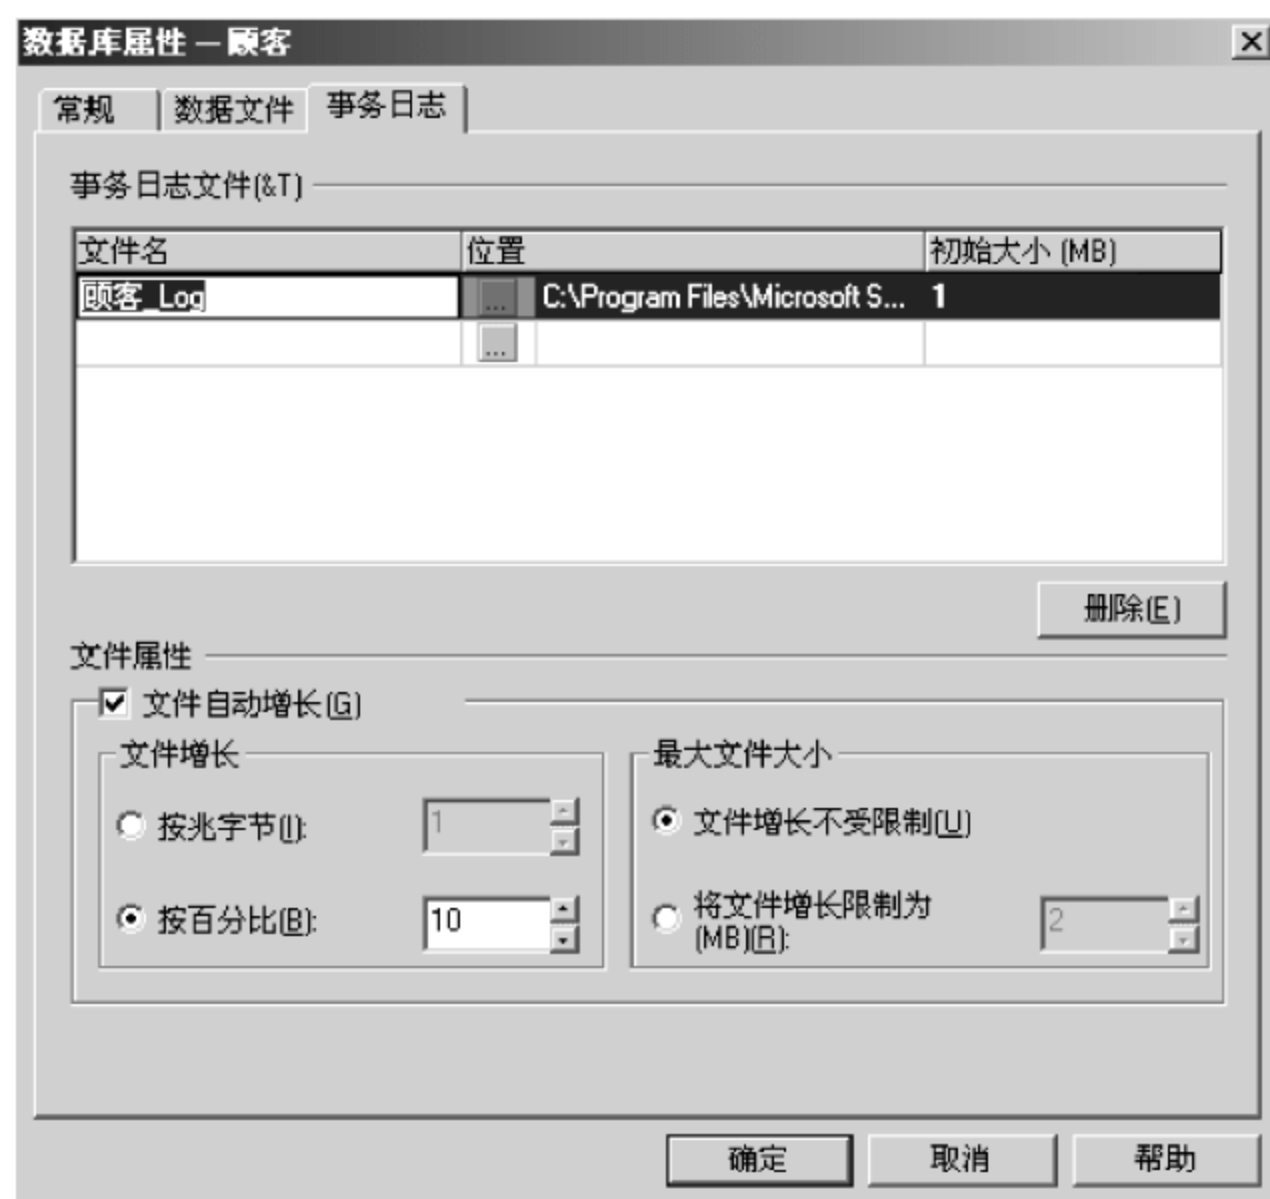 数据库属性 — 顾客
常规 数据文件 事务日志
事务日志文件(&T)
文件名 位置 初始大小 (MB)
顾客_Log ... C:\Program Files\Microsoft S... 1
...
删除(E)
文件属性
文件自动增长(G)
文件增长 最大文件大小
按兆字节(I): 1 文件增长不受限制(U)
按百分比(B): 10 将文件增长限制为
(MB)(R): 2
确定 取消 帮助